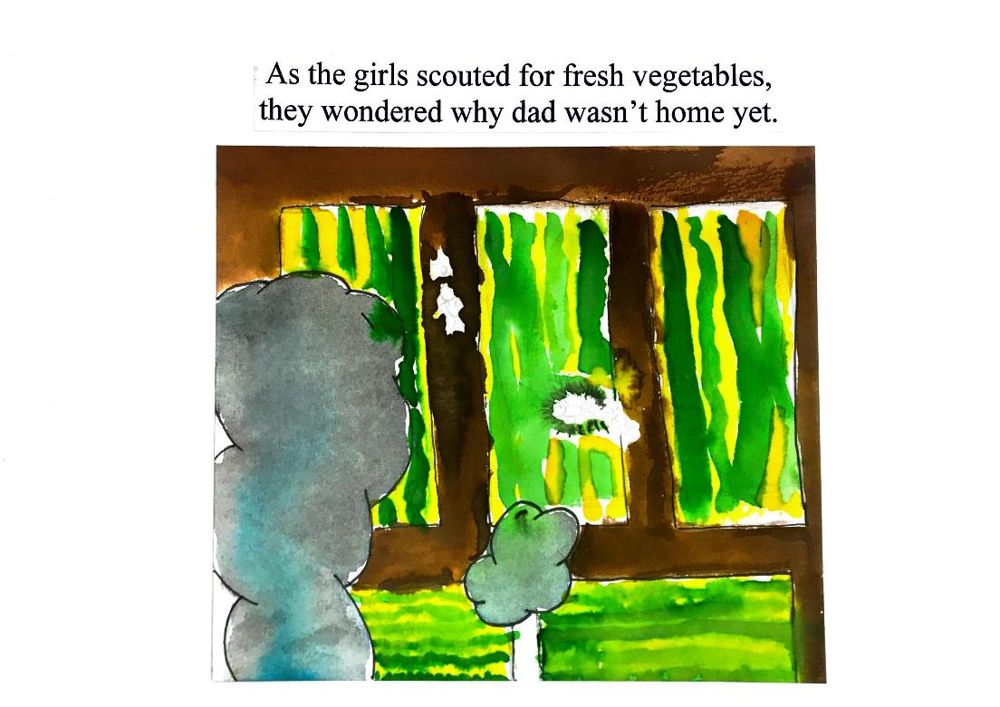 As the girls scouted for fresh vegetables,
they wondered why dad wasn’t home yet.